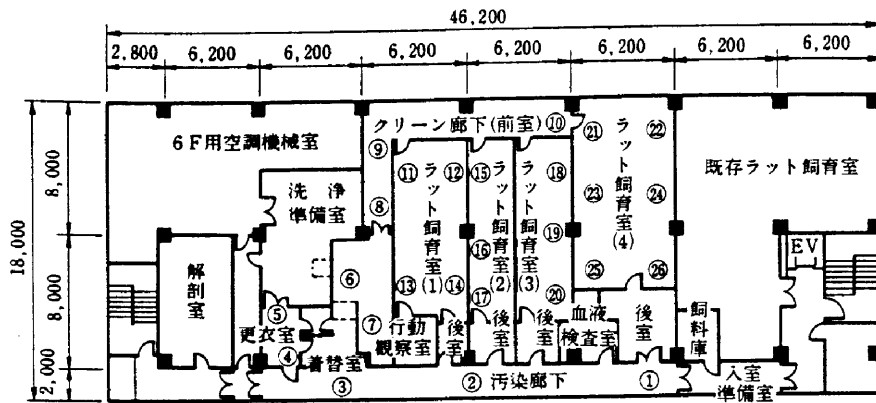 46,200
2,800 6,200 6,200 6,200 6,200 6,200 6,200 6,200
18,000
8,000
8,000
2,000
6F用空調機械室
クリーン廊下(前室)
⑩
⑨
⑧
洗浄
準備室
解剖室
⑥
⑤
更衣室
④
着替室
③
⑦
行動
観察室
⑪ ⑫
ラット飼育室(1)
⑬ ⑭
後室
⑮
⑯
⑰
ラット飼育室(2)
後室
⑱
⑲
⑳
ラット飼育室(3)
後室
㉑ ㉒
㉓ ㉔
㉕ ㉖
ラット飼育室(4)
血液
検査室
後室
② 汚染廊下
①
既存ラット飼育室
EV
飼料庫
入室
準備室